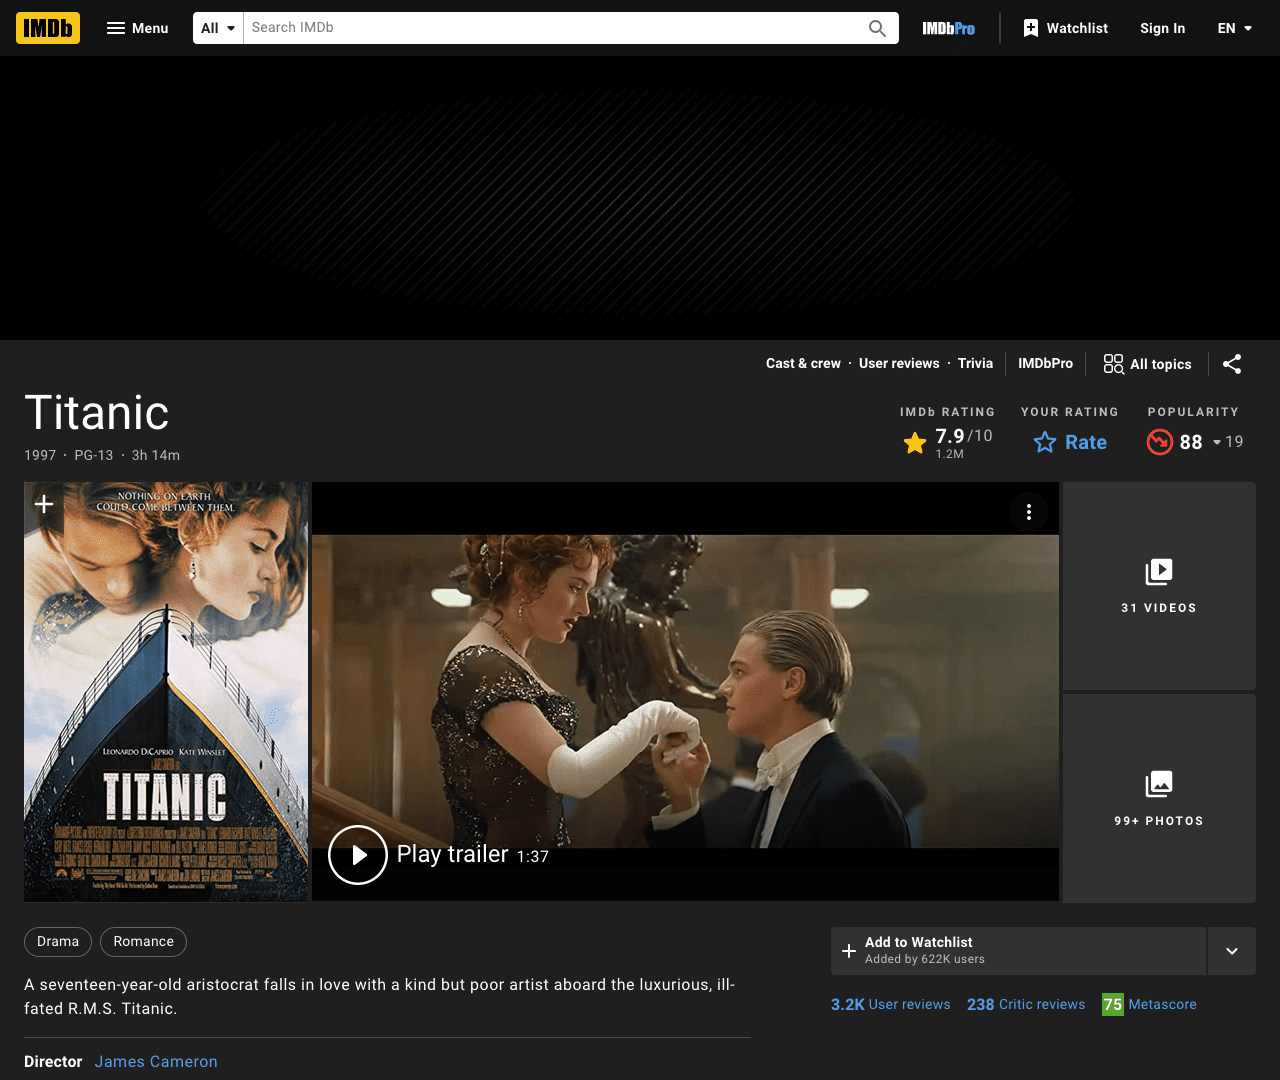 IMDb Menu All Search IMDb IMDbPro Watchlist Sign In EN
Cast & crew · User reviews · Trivia IMDbPro All topics
Titanic
1997 · PG-13 · 3h 14m
IMDb RATING YOUR RATING POPULARITY
7.9/10 Rate 88 19
1.2M
NOTHING ON EARTH
COULD COME BETWEEN THEM.
LEONARDO DICAPRIO KATE WINSLET
TITANIC
Play trailer 1:37
31 VIDEOS
99+ PHOTOS
Drama Romance
A seventeen-year-old aristocrat falls in love with a kind but poor artist aboard the luxurious, ill-
fated R.M.S. Titanic.
Director James Cameron
Add to Watchlist
Added by 622K users
3.2K User reviews 238 Critic reviews 75 Metascore